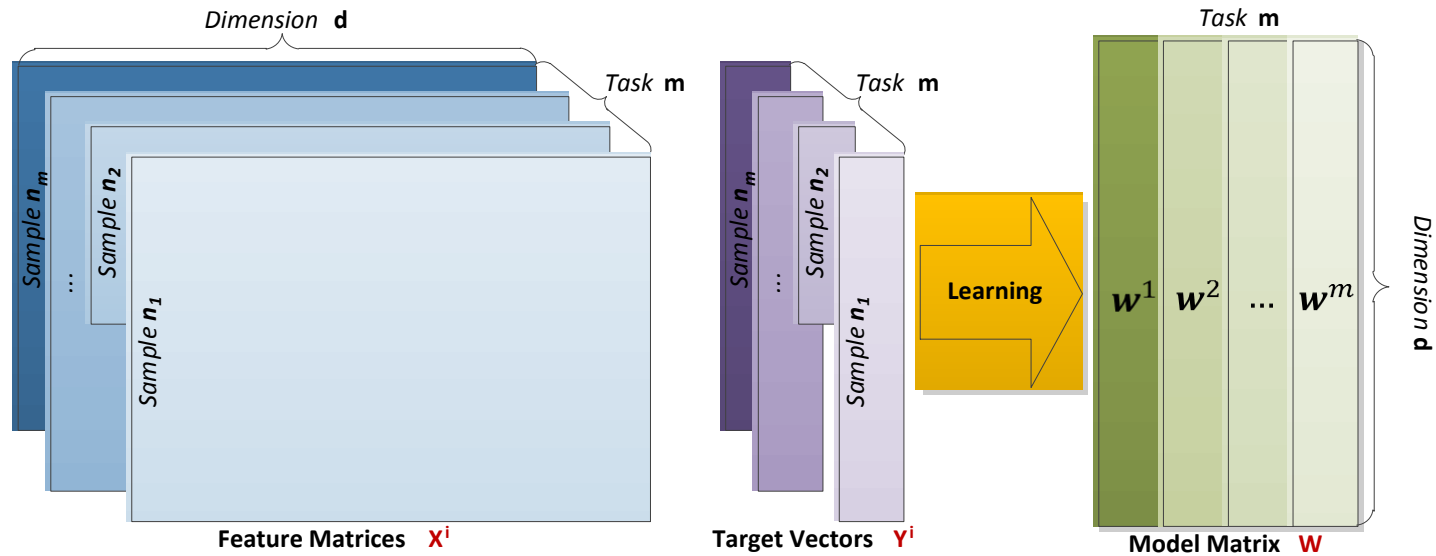 Dimension d
Task m
Sample n_m
...
Sample n_2
Sample n_1
Feature Matrices X^i
Task m
Sample n_m
...
Sample n_2
Sample n_1
Target Vectors Y^i
Learning
Task m
w^1 w^2 ... w^m
Dimension d
Model Matrix W